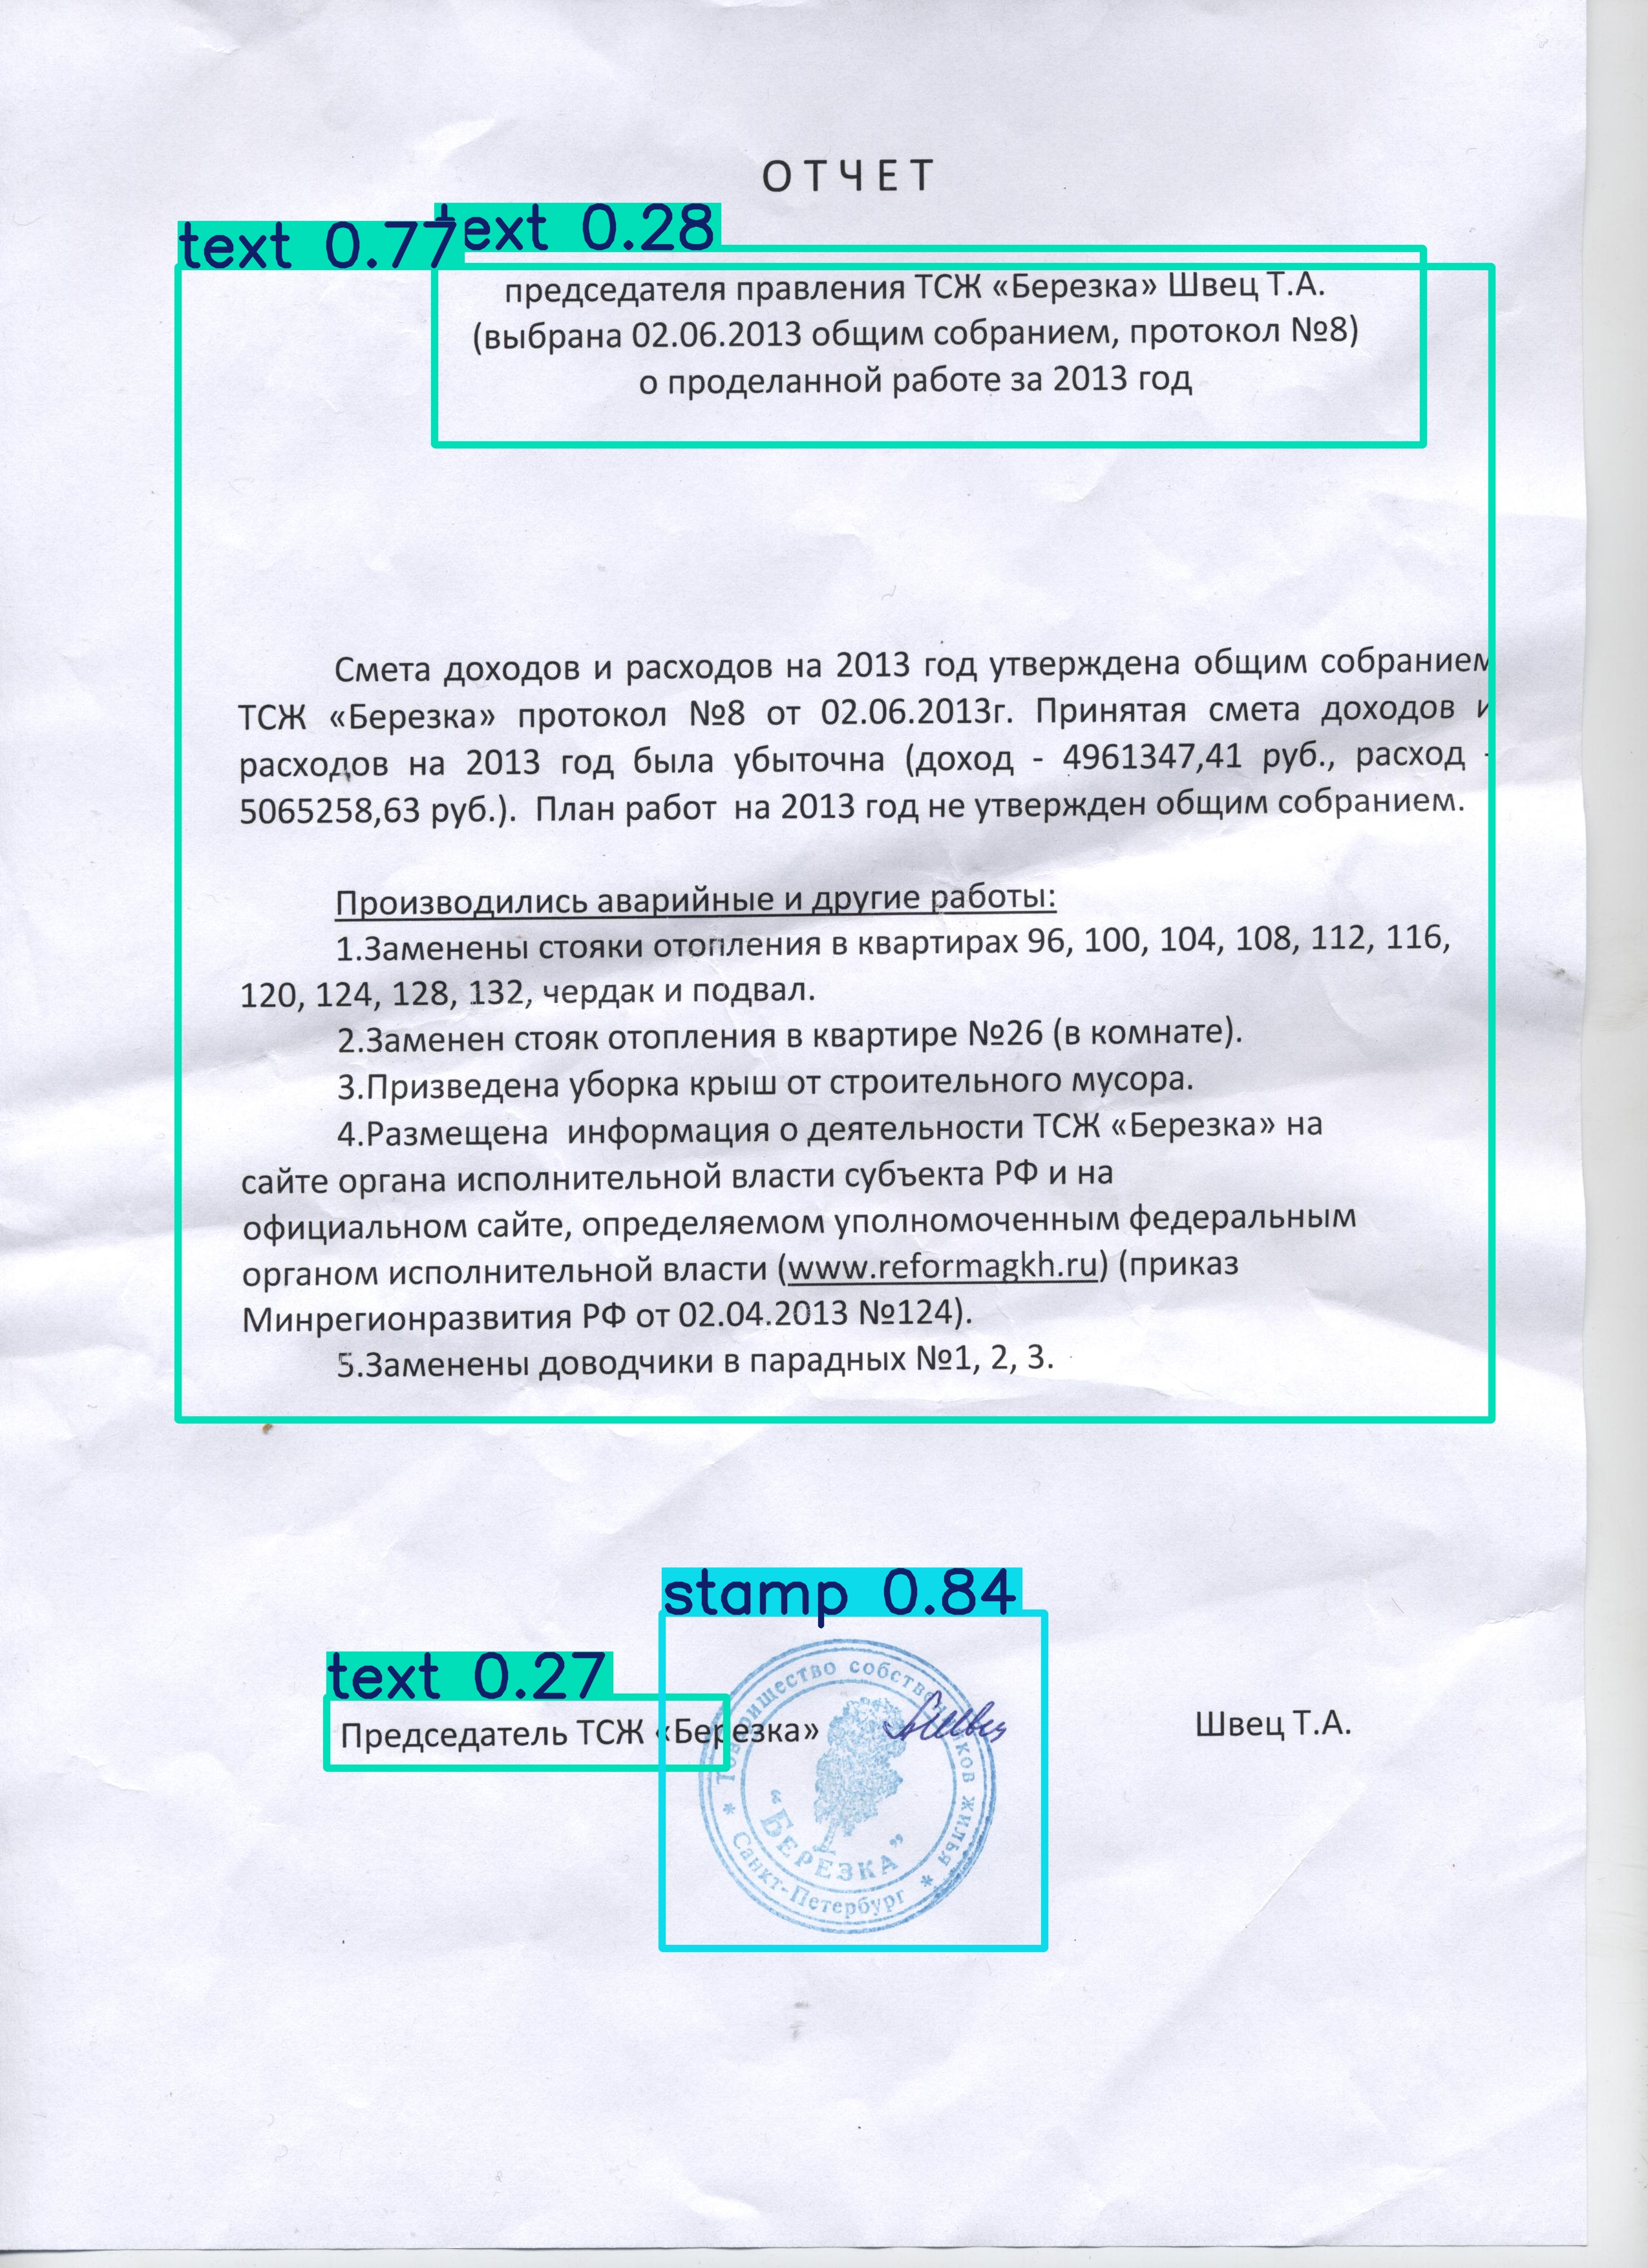 О Т Ч Е Т
text 0.77
text 0.28
председателя правления ТСЖ «Березка» Швец Т.А.
(выбрана 02.06.2013 общим собранием, протокол №8)
о проделанной работе за 2013 год
Смета доходов и расходов на 2013 год утверждена общим собранием
ТСЖ «Березка» протокол №8 от 02.06.2013г. Принятая смета доходов и
расходов на 2013 год была убыточна (доход - 4961347,41 руб., расход -
5065258,63 руб.). План работ на 2013 год не утвержден общим собранием.
Производились аварийные и другие работы:
1.Заменены стояки отопления в квартирах 96, 100, 104, 108, 112, 116,
120, 124, 128, 132, чердак и подвал.
2.Заменен стояк отопления в квартире №26 (в комнате).
3.Призведена уборка крыш от строительного мусора.
4.Размещена информация о деятельности ТСЖ «Березка» на
сайте органа исполнительной власти субъекта РФ и на
официальном сайте, определяемом уполномоченным федеральным
органом исполнительной власти (www.reformagkh.ru) (приказ
Минрегионразвития РФ от 02.04.2013 №124).
5.Заменены доводчики в парадных №1, 2, 3.
stamp 0.84
text 0.27
Председатель ТСЖ «Березка» Швец Т.А.
Товарищество собственников жилья
"БЕРЕЗКА"
* Санкт-Петербург *